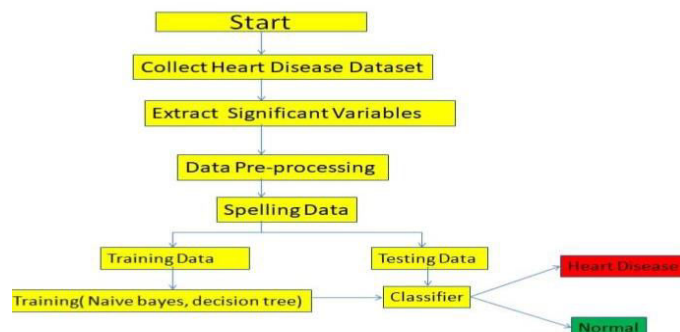 Start
Collect Heart Disease Dataset
Extract Significant Variables
Data Pre-processing
Spelling Data
Training Data
Testing Data
Heart Disease
Training( Naive bayes, decision tree)
Classifier
Normal